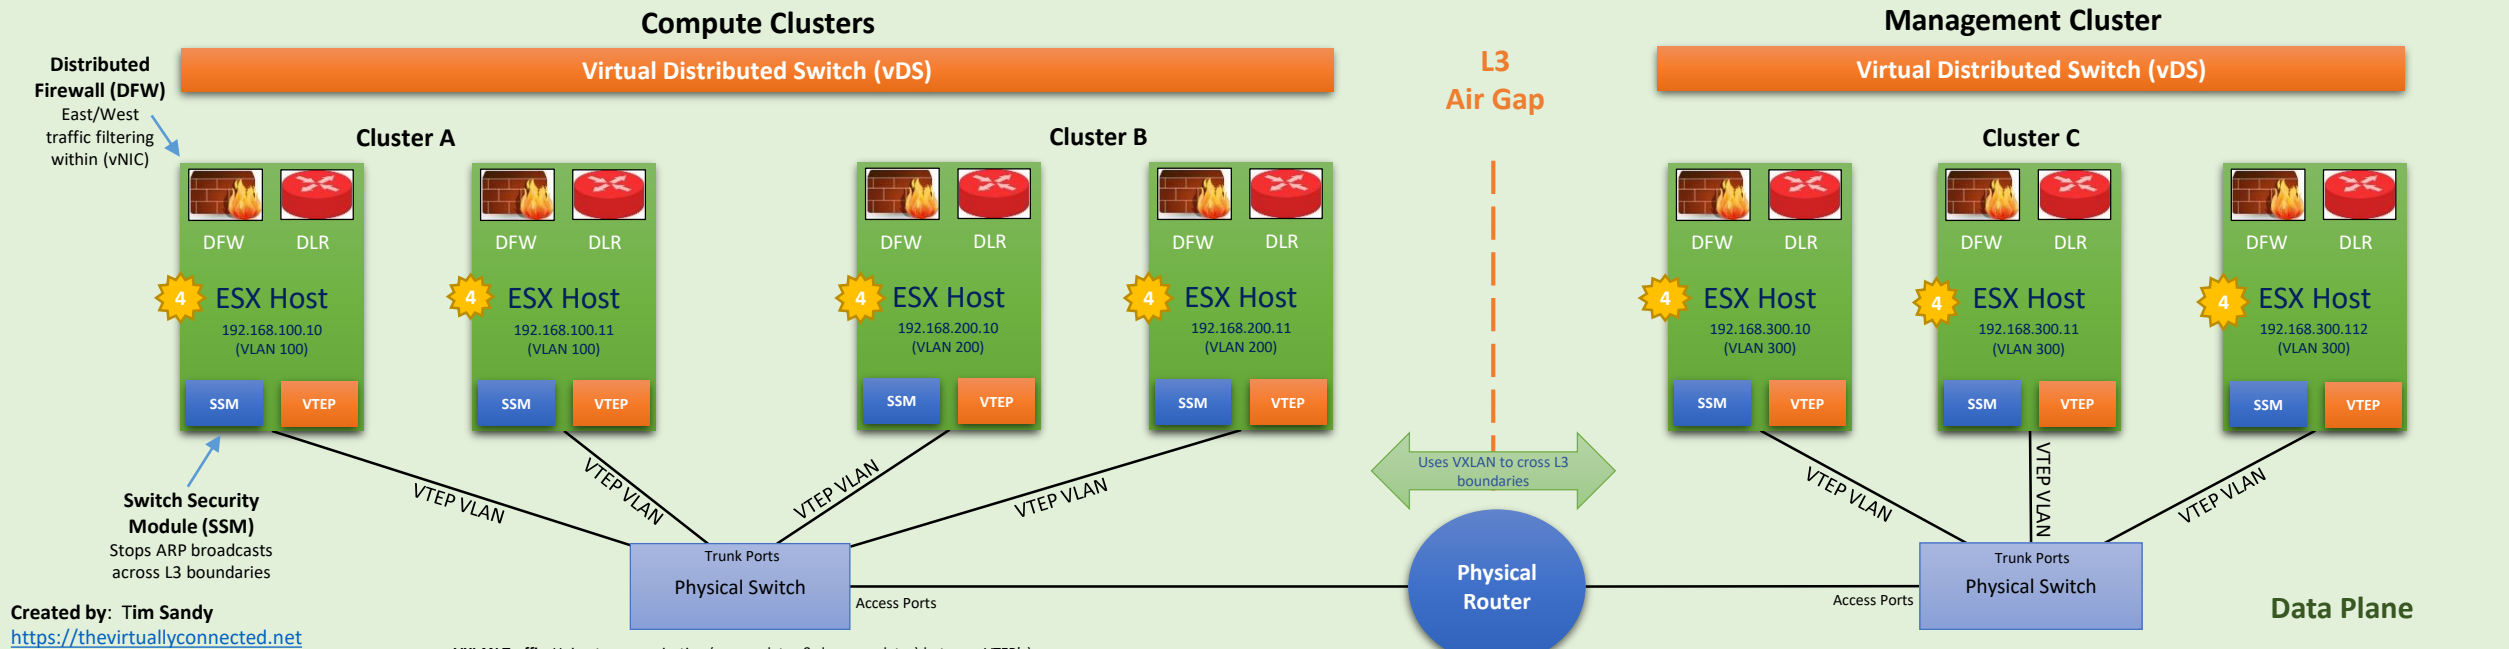 Compute Clusters
Management Cluster
Distributed
Firewall (DFW)
East/West
traffic filtering
within (vNIC)
Virtual Distributed Switch (vDS)
L3
Air Gap
Virtual Distributed Switch (vDS)
Cluster A
Cluster B
Cluster C
DFW DLR
DFW DLR
DFW DLR
DFW DLR
DFW DLR
DFW DLR
DFW DLR
4 ESX Host
192.168.100.10
(VLAN 100)
SSM VTEP
4 ESX Host
192.168.100.11
(VLAN 100)
SSM VTEP
4 ESX Host
192.168.200.10
(VLAN 200)
SSM VTEP
4 ESX Host
192.168.200.11
(VLAN 200)
SSM VTEP
4 ESX Host
192.168.300.10
(VLAN 300)
SSM VTEP
4 ESX Host
192.168.300.11
(VLAN 300)
SSM VTEP
4 ESX Host
192.168.300.112
(VLAN 300)
SSM VTEP
Switch Security
Module (SSM)
Stops ARP broadcasts
across L3 boundaries
VTEP VLAN
VTEP VLAN
VTEP VLAN
VTEP VLAN
Uses VXLAN to cross L3
boundaries
VTEP VLAN
VTEP VLAN
VTEP VLAN
Trunk Ports
Physical Switch
Access Ports
Physical
Router
Access Ports
Trunk Ports
Physical Switch
Data Plane
Created by: Tim Sandy
https://thevirtuallyconnected.net